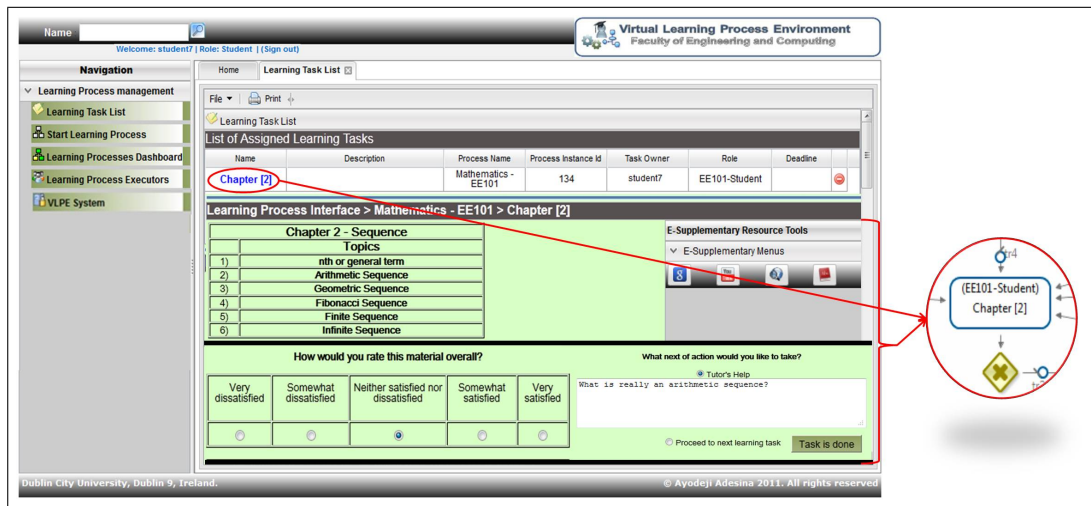 Name
Virtual Learning Process Environment
Faculty of Engineering and Computing
Welcome: student7 | Role: Student | (Sign out)
Navigation
Home
Learning Task List
Learning Process management
Learning Task List
Start Learning Process
Learning Processes Dashboard
Learning Process Executors
VLPE System
File
Print
Learning Task List
List of Assigned Learning Tasks
Name Description Process Name Process Instance Id Task Owner Role Deadline
Chapter [2] Mathematics - EE101 134 student7 EE101-Student
Learning Process Interface > Mathematics - EE101 > Chapter [2]
Chapter 2 - Sequence
Topics
1) nth or general term
2) Arithmetic Sequence
3) Geometric Sequence
4) Fibonacci Sequence
5) Finite Sequence
6) Infinite Sequence
E-Supplementary Resource Tools
E-Supplementary Menus
How would you rate this material overall?
Very dissatisfied
Somewhat dissatisfied
Neither satisfied nor dissatisfied
Somewhat satisfied
Very satisfied
What next of action would you like to take?
Tutor's Help
What is really an arithmetic sequence?
Proceed to next learning task
Task is done
tr4
(EE101-Student)
Chapter [2]
Dublin City University, Dublin 9, Ireland.
© Ayodeji Adesina 2011. All rights reserved